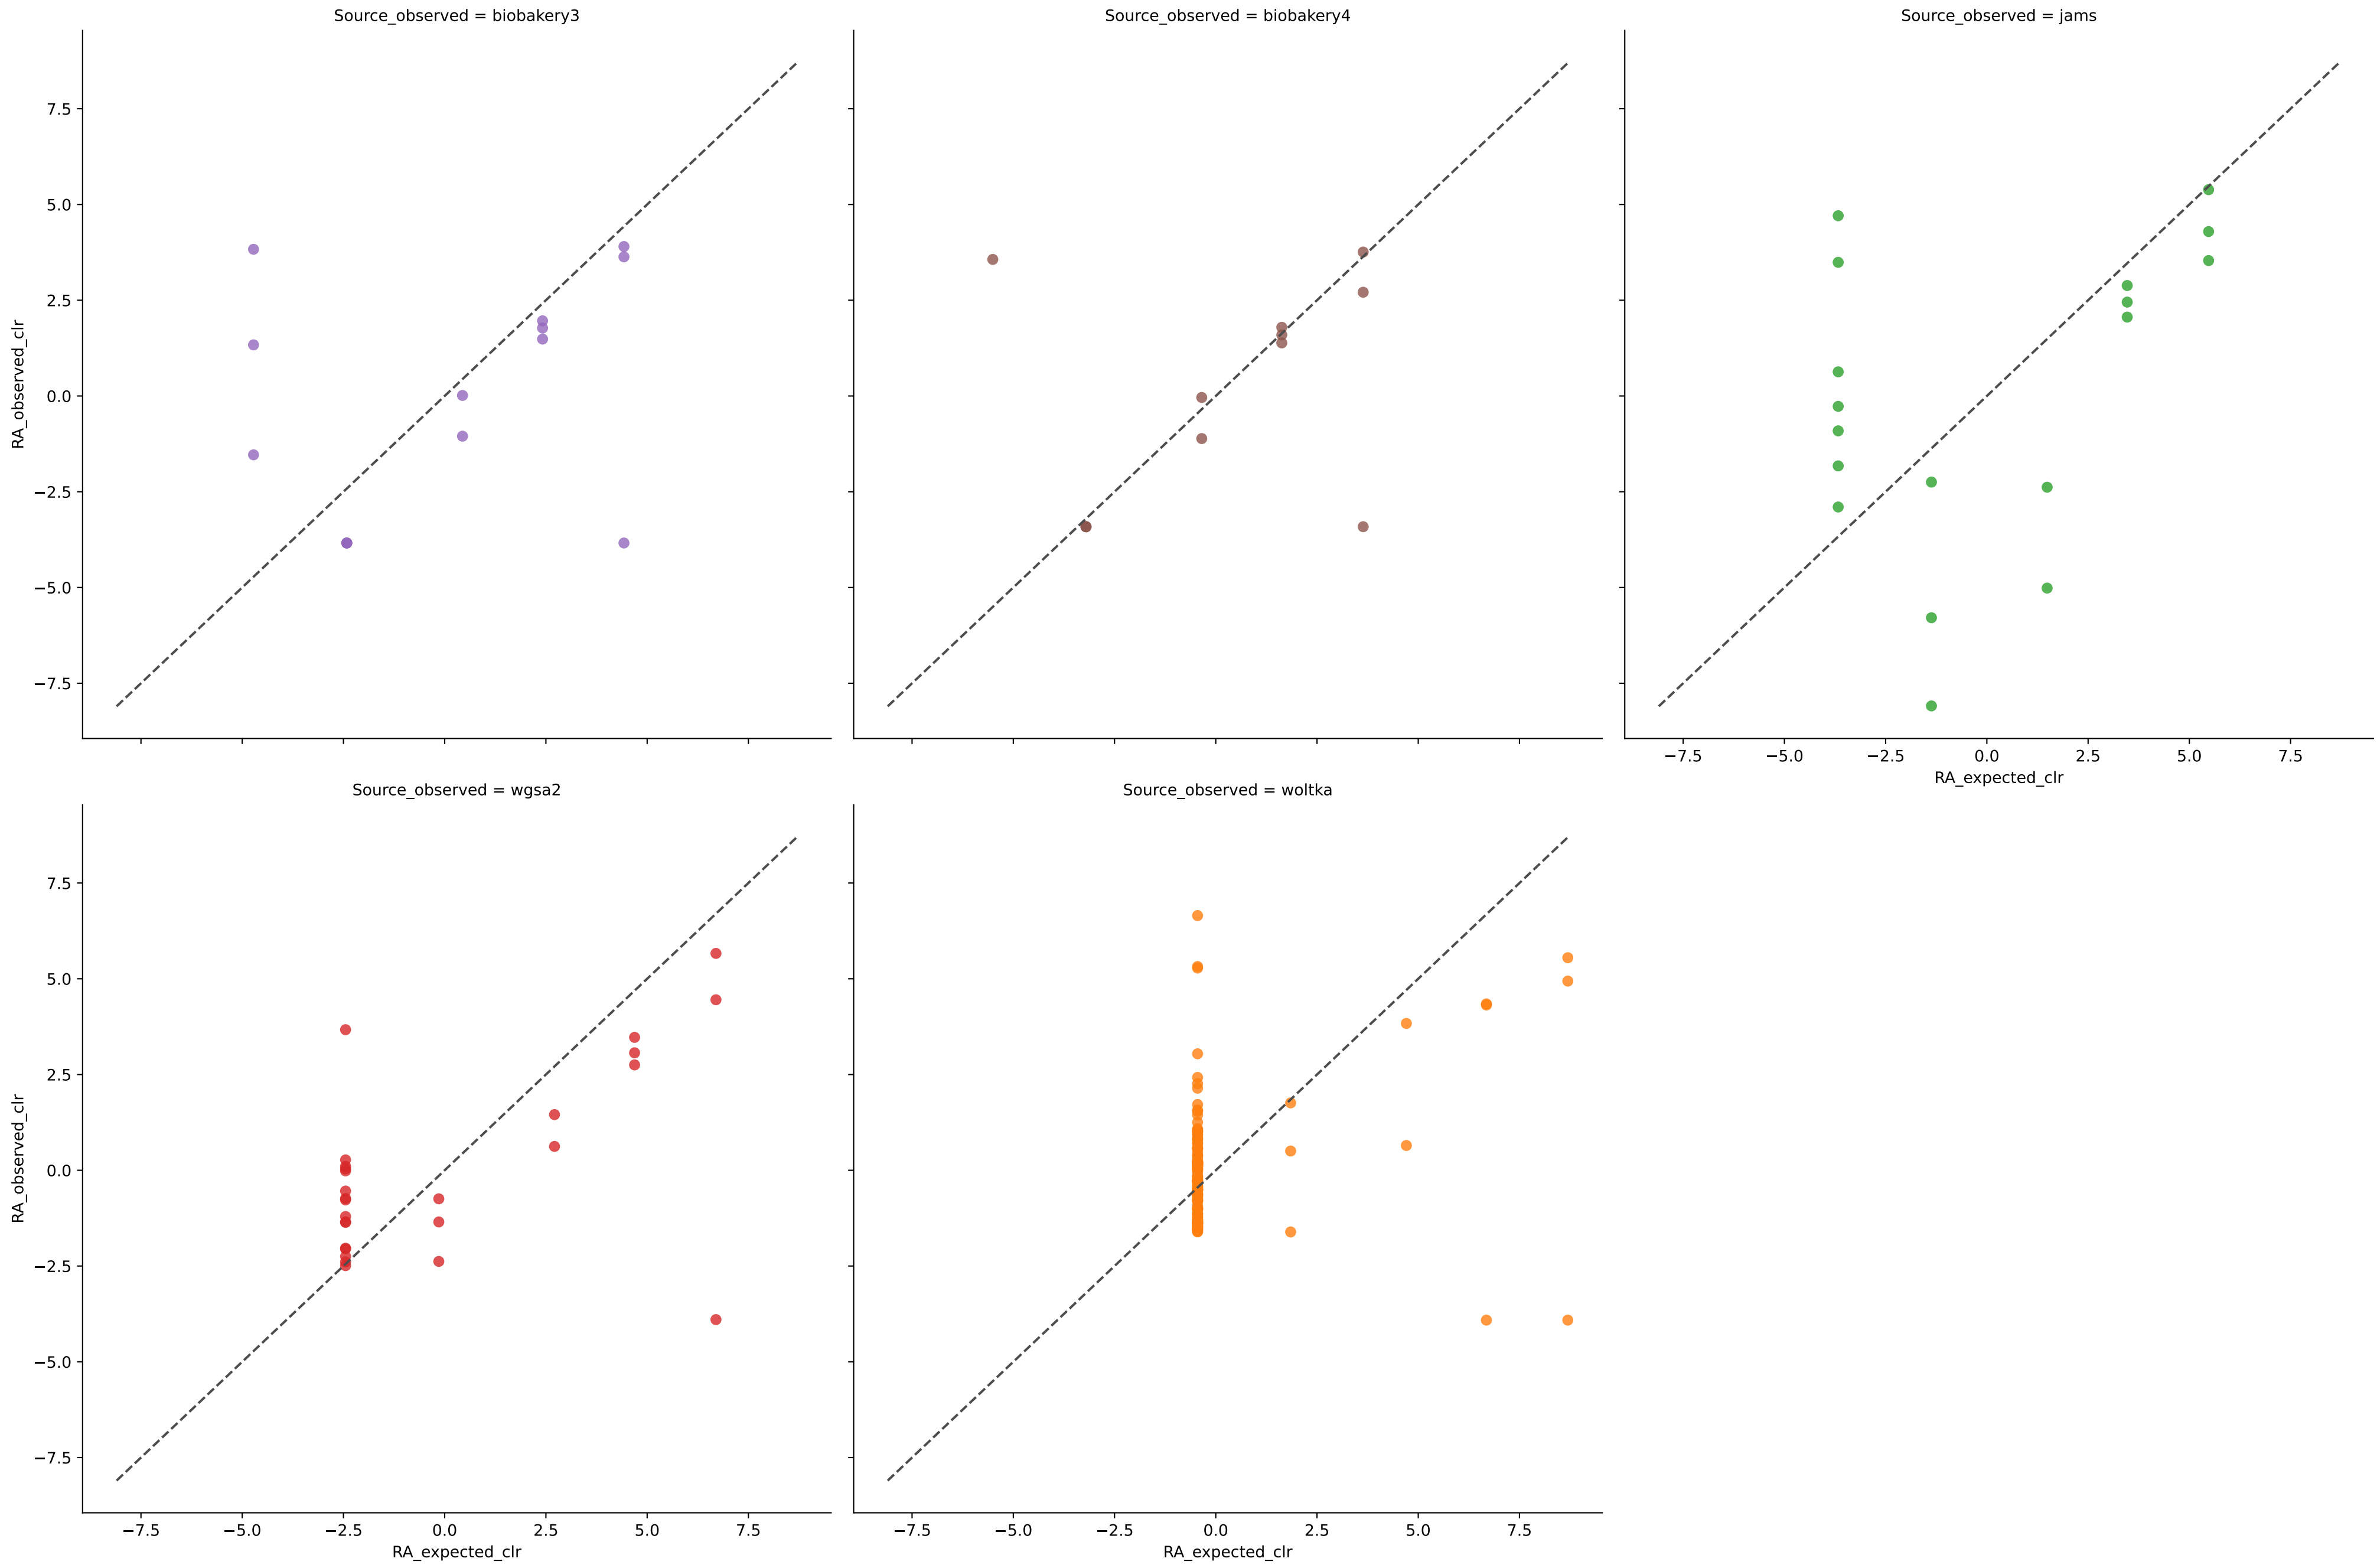 Source_observed = biobakery3
Source_observed = biobakery4
Source_observed = jams
RA_observed_clr
7.5
5.0
2.5
0.0
−2.5
−5.0
−7.5
−7.5 −5.0 −2.5 0.0 2.5 5.0 7.5
RA_expected_clr
Source_observed = wgsa2
Source_observed = woltka
RA_observed_clr
7.5
5.0
2.5
0.0
−2.5
−5.0
−7.5
−7.5 −5.0 −2.5 0.0 2.5 5.0 7.5
RA_expected_clr
−7.5 −5.0 −2.5 0.0 2.5 5.0 7.5
RA_expected_clr